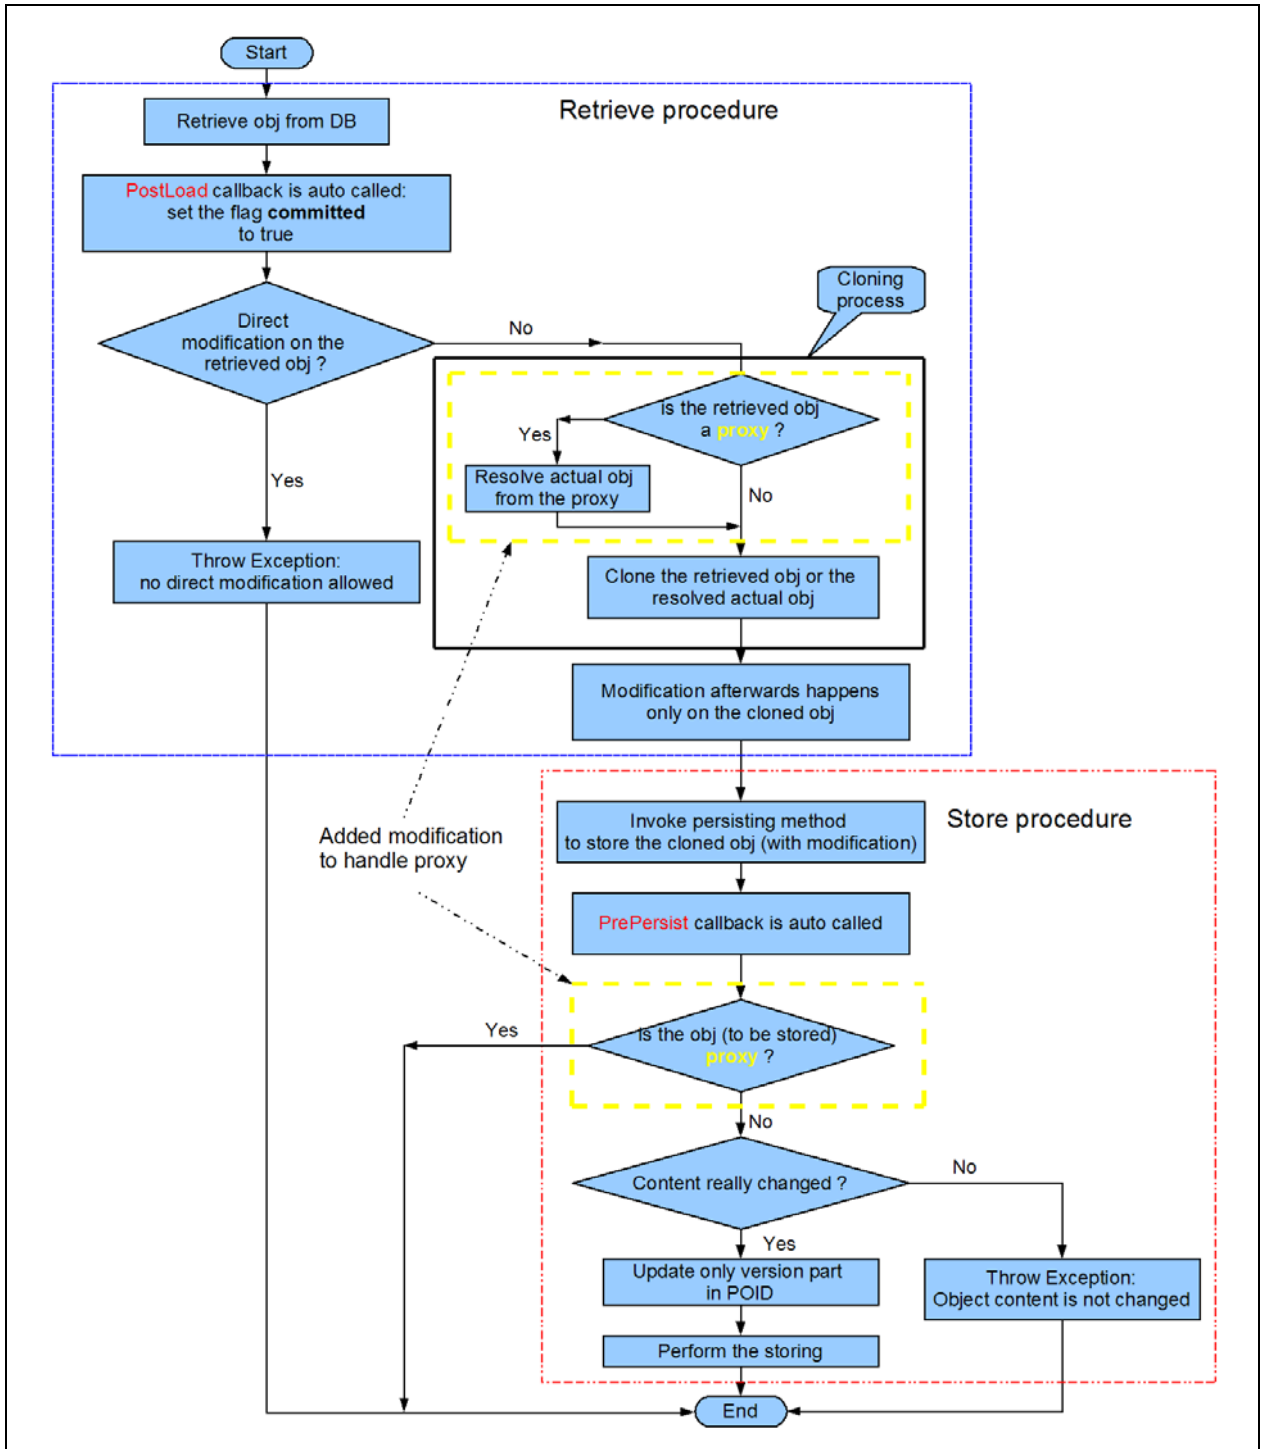 Start
Retrieve procedure
Retrieve obj from DB
PostLoad callback is auto called:
set the flag committed
to true
Cloning
process
Direct
modification on the
retrieved obj ?
No
is the retrieved obj
a proxy ?
Yes
Resolve actual obj
from the proxy
No
Yes
Throw Exception:
no direct modification allowed
Clone the retrieved obj or the
resolved actual obj
Modification afterwards happens
only on the cloned obj
Store procedure
Invoke persisting method
to store the cloned obj (with modification)
Added modification
to handle proxy
PrePersist callback is auto called
Yes
is the obj (to be stored)
proxy ?
No
Content really changed ?
No
Yes
Update only version part
in POID
Throw Exception:
Object content is not changed
Perform the storing
End